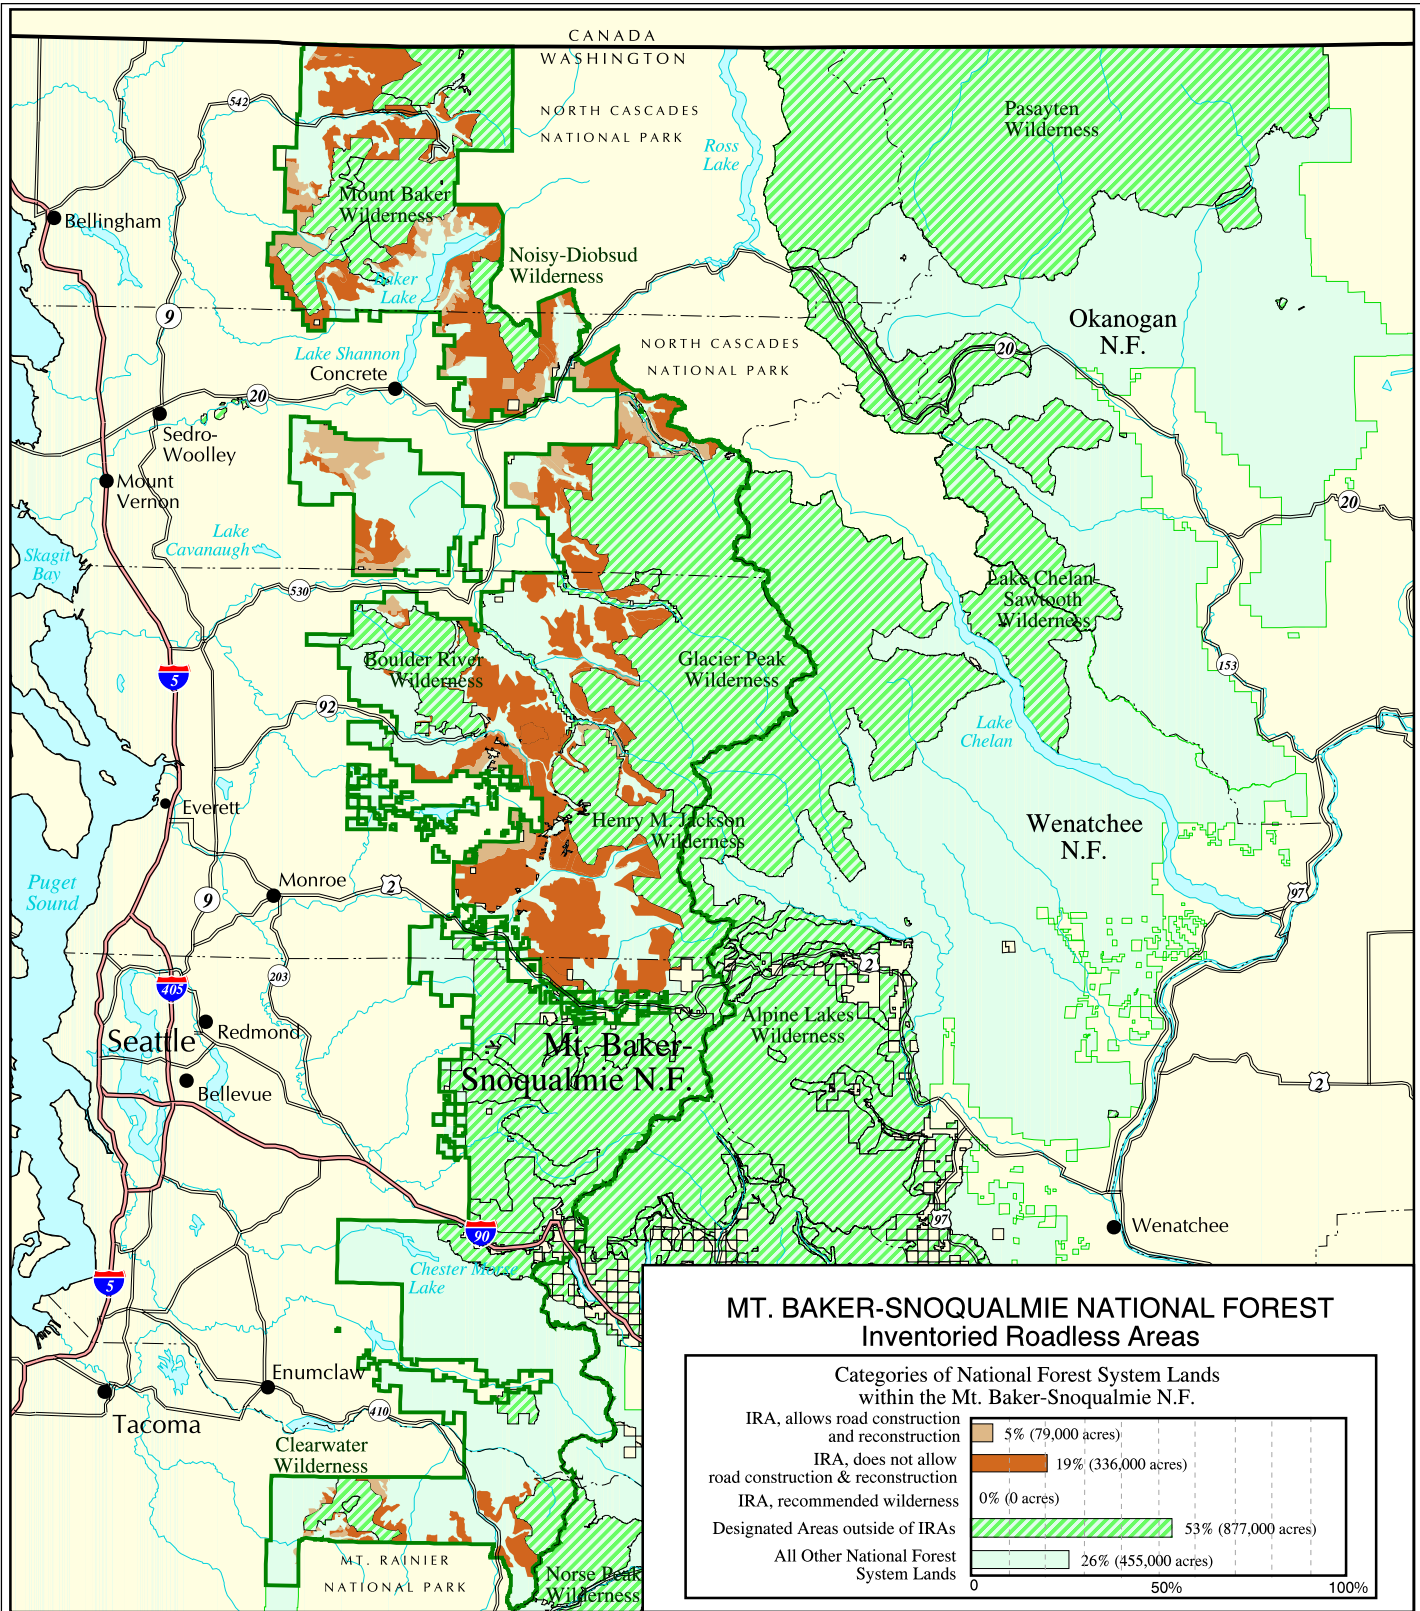 CANADA
WASHINGTON
NORTH CASCADES
NATIONAL PARK
Pasayten
Wilderness
542
Ross
Lake
Mount Baker
Wilderness
Bellingham
Noisy-Diobsud
Wilderness
Baker
Lake
9
Okanogan
N.F.
NORTH CASCADES
NATIONAL PARK
20
Lake Shannon
Concrete
20
Sedro-
Woolley
Mount
Vernon
20
Lake
Cavanaugh
Skagit
Bay
530
Lake Chelan-
Sawtooth
Wilderness
Boulder River
Wilderness
Glacier Peak
Wilderness
153
5
92
Lake
Chelan
Everett
Henry M. Jackson
Wilderness
Wenatchee
N.F.
Puget
Sound
Monroe
2
9
97
203
2
405
Seattle
Redmond
Alpine Lakes
Wilderness
Mt. Baker-
Snoqualmie N.F.
Bellevue
2
97
Wenatchee
90
Chester Morse
Lake
5
Enumclaw
Tacoma
410
Clearwater
Wilderness
MT. RAINIER
NATIONAL PARK
Norse Peak
Wilderness
MT. BAKER-SNOQUALMIE NATIONAL FOREST
Inventoried Roadless Areas
Categories of National Forest System Lands
within the Mt. Baker-Snoqualmie N.F.
IRA, allows road construction
and reconstruction
5% (79,000 acres)
IRA, does not allow
road construction & reconstruction
19% (336,000 acres)
IRA, recommended wilderness
0% (0 acres)
Designated Areas outside of IRAs
53% (877,000 acres)
All Other National Forest
System Lands
26% (455,000 acres)
0 50% 100%